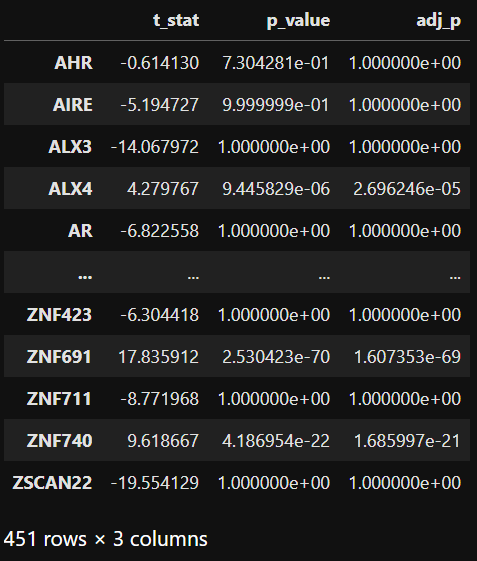 t_stat p_value adj_p
AHR -0.614130 7.304281e-01 1.000000e+00
AIRE -5.194727 9.999999e-01 1.000000e+00
ALX3 -14.067972 1.000000e+00 1.000000e+00
ALX4 4.279767 9.445829e-06 2.696246e-05
AR -6.822558 1.000000e+00 1.000000e+00
... ... ... ...
ZNF423 -6.304418 1.000000e+00 1.000000e+00
ZNF691 17.835912 2.530423e-70 1.607353e-69
ZNF711 -8.771968 1.000000e+00 1.000000e+00
ZNF740 9.618667 4.186954e-22 1.685997e-21
ZSCAN22 -19.554129 1.000000e+00 1.000000e+00
451 rows × 3 columns